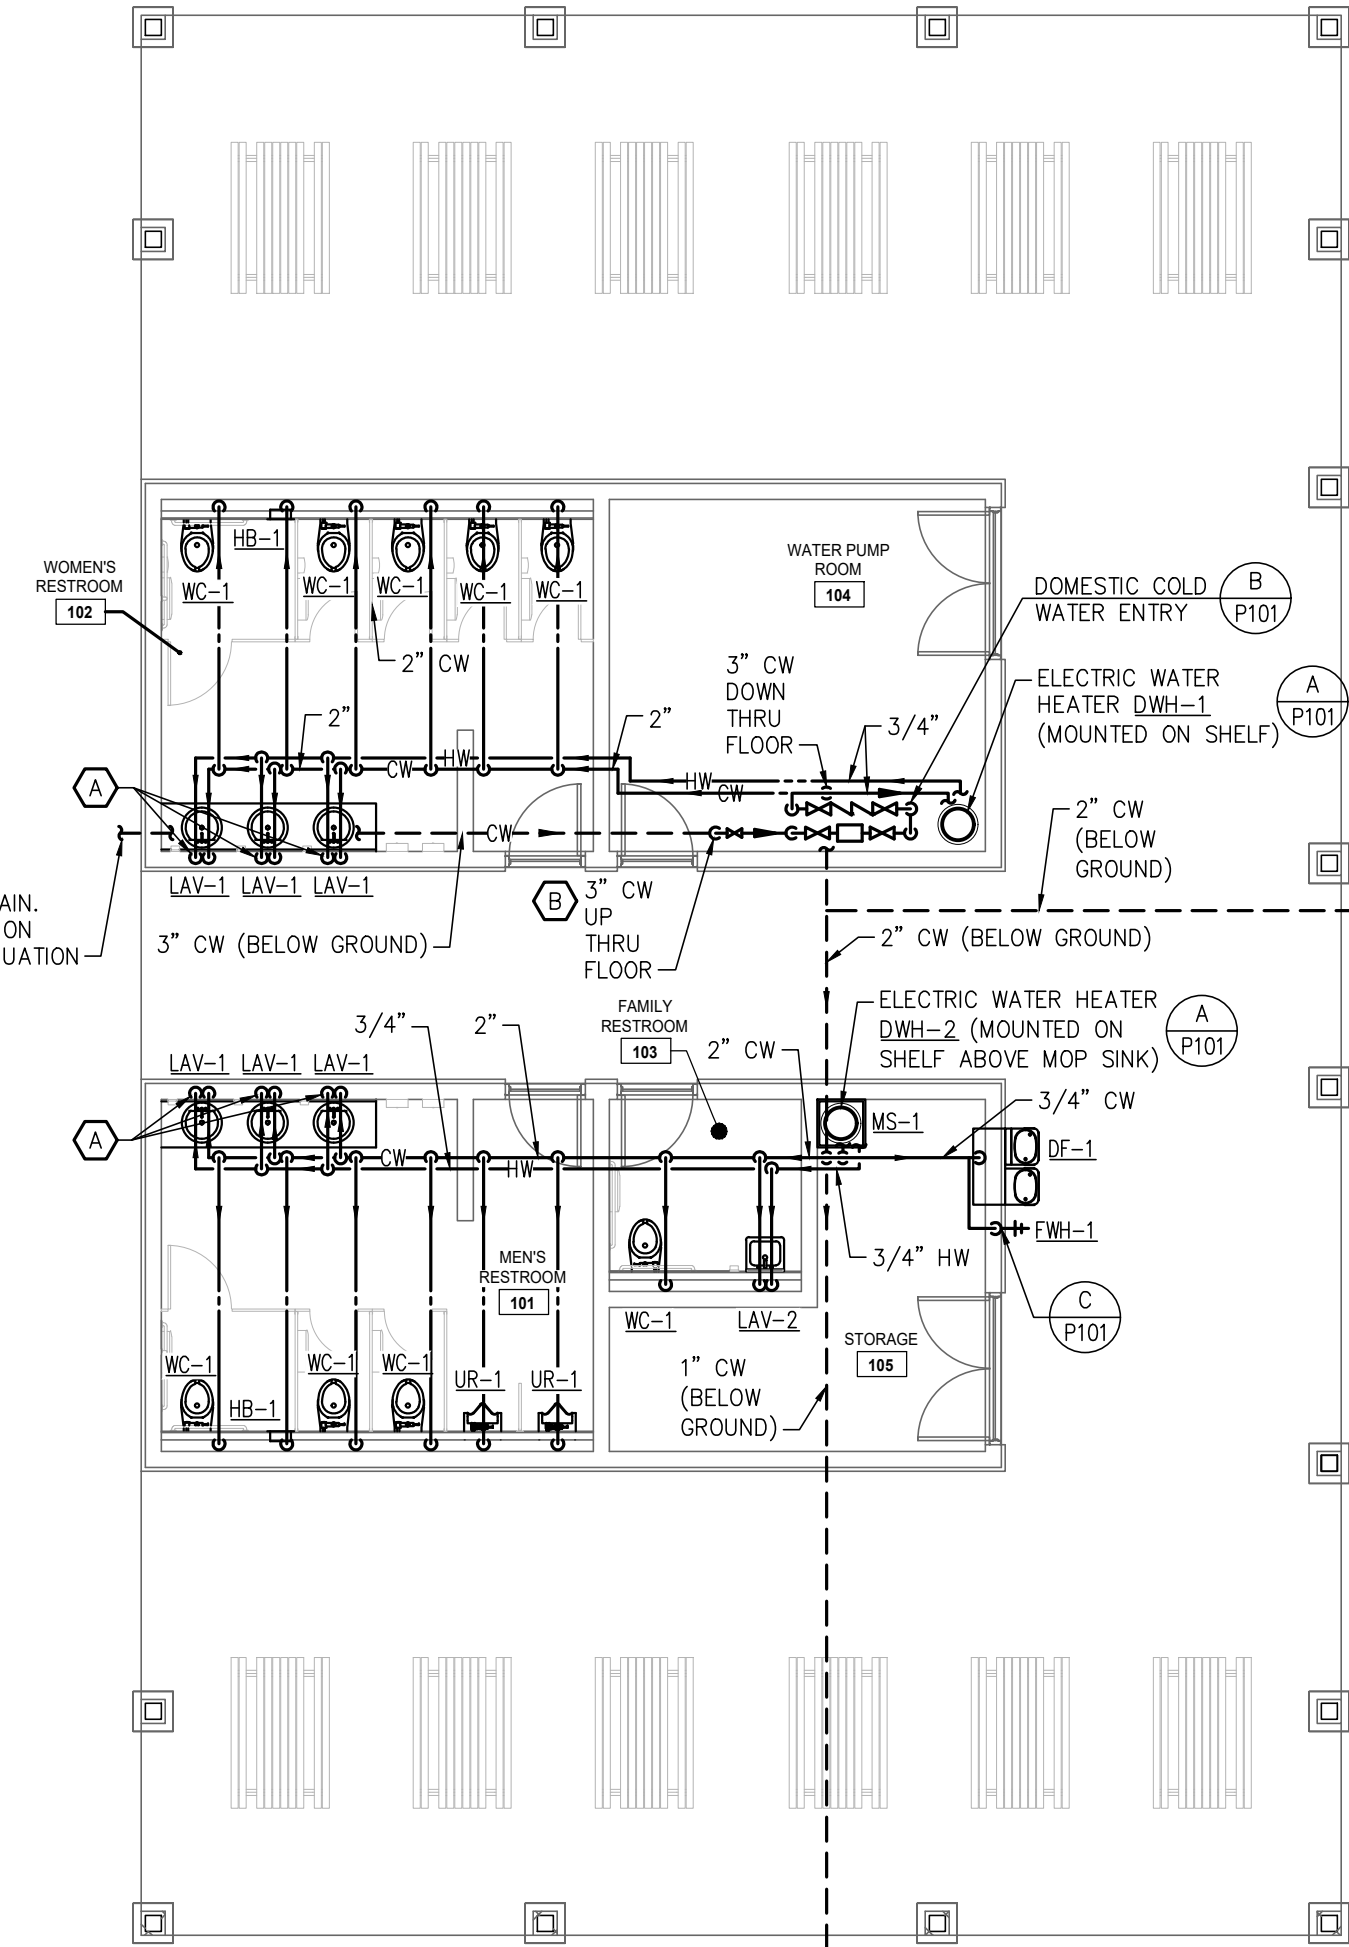 HB-1
WC-1
WC-1
WC-1
WC-1
WC-1
WOMEN'S
RESTROOM
102
2" CW
2"
HW
CW
2"
A
LAV-1
LAV-1
LAV-1
CW
WATER PUMP
ROOM
104
3" CW
DOWN
THRU
FLOOR
3/4"
HW
CW
DOMESTIC COLD
WATER ENTRY
B
P101
ELECTRIC WATER
HEATER DWH-1
(MOUNTED ON SHELF)
A
P101
2" CW
(BELOW
GROUND)
AIN.
ON
UATION
3" CW (BELOW GROUND)
B
3" CW
UP
THRU
FLOOR
2" CW (BELOW GROUND)
ELECTRIC WATER HEATER
DWH-2 (MOUNTED ON
SHELF ABOVE MOP SINK)
A
P101
FAMILY
RESTROOM
103
3/4"
2"
2" CW
LAV-1
LAV-1
LAV-1
A
CW
HW
MS-1
3/4" CW
DF-1
FWH-1
3/4" HW
C
P101
MEN'S
RESTROOM
101
WC-1
LAV-2
WC-1
HB-1
WC-1
WC-1
UR-1
UR-1
1" CW
(BELOW
GROUND)
STORAGE
105